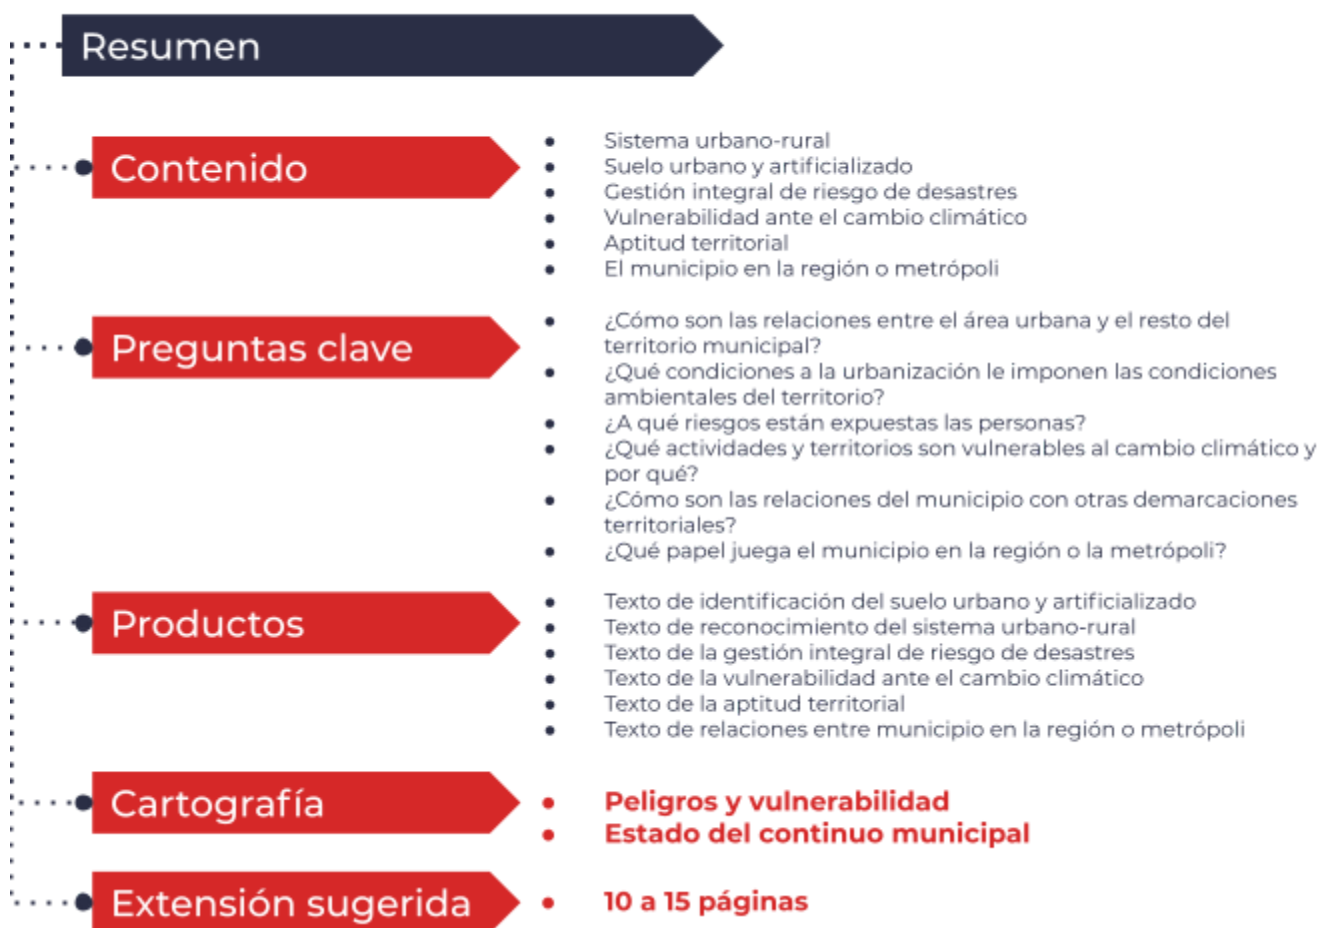 Resumen
Contenido
• Sistema urbano-rural
• Suelo urbano y artificializado
• Gestión integral de riesgo de desastres
• Vulnerabilidad ante el cambio climático
• Aptitud territorial
• El municipio en la región o metrópoli
Preguntas clave
• ¿Cómo son las relaciones entre el área urbana y el resto del
territorio municipal?
• ¿Qué condiciones a la urbanización le imponen las condiciones
ambientales del territorio?
• ¿A qué riesgos están expuestas las personas?
• ¿Qué actividades y territorios son vulnerables al cambio climático y
por qué?
• ¿Cómo son las relaciones del municipio con otras demarcaciones
territoriales?
• ¿Qué papel juega el municipio en la región o la metrópoli?
Productos
• Texto de identificación del suelo urbano y artificializado
• Texto de reconocimiento del sistema urbano-rural
• Texto de la gestión integral de riesgo de desastres
• Texto de la vulnerabilidad ante el cambio climático
• Texto de la aptitud territorial
• Texto de relaciones entre municipio en la región o metrópoli
Cartografía
• Peligros y vulnerabilidad
• Estado del continuo municipal
Extensión sugerida
• 10 a 15 páginas